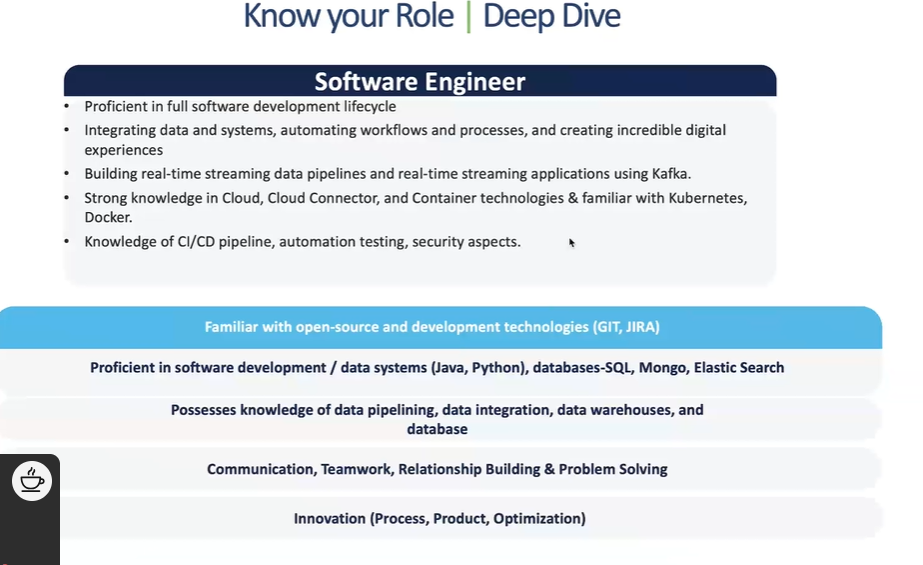 Know your Role | Deep Dive
Software Engineer
• Proficient in full software development lifecycle
• Integrating data and systems, automating workflows and processes, and creating incredible digital
experiences
• Building real-time streaming data pipelines and real-time streaming applications using Kafka.
• Strong knowledge in Cloud, Cloud Connector, and Container technologies & familiar with Kubernetes,
Docker.
• Knowledge of CI/CD pipeline, automation testing, security aspects.
Familiar with open-source and development technologies (GIT, JIRA)
Proficient in software development / data systems (Java, Python), databases-SQL, Mongo, Elastic Search
Possesses knowledge of data pipelining, data integration, data warehouses, and
database
Communication, Teamwork, Relationship Building & Problem Solving
Innovation (Process, Product, Optimization)